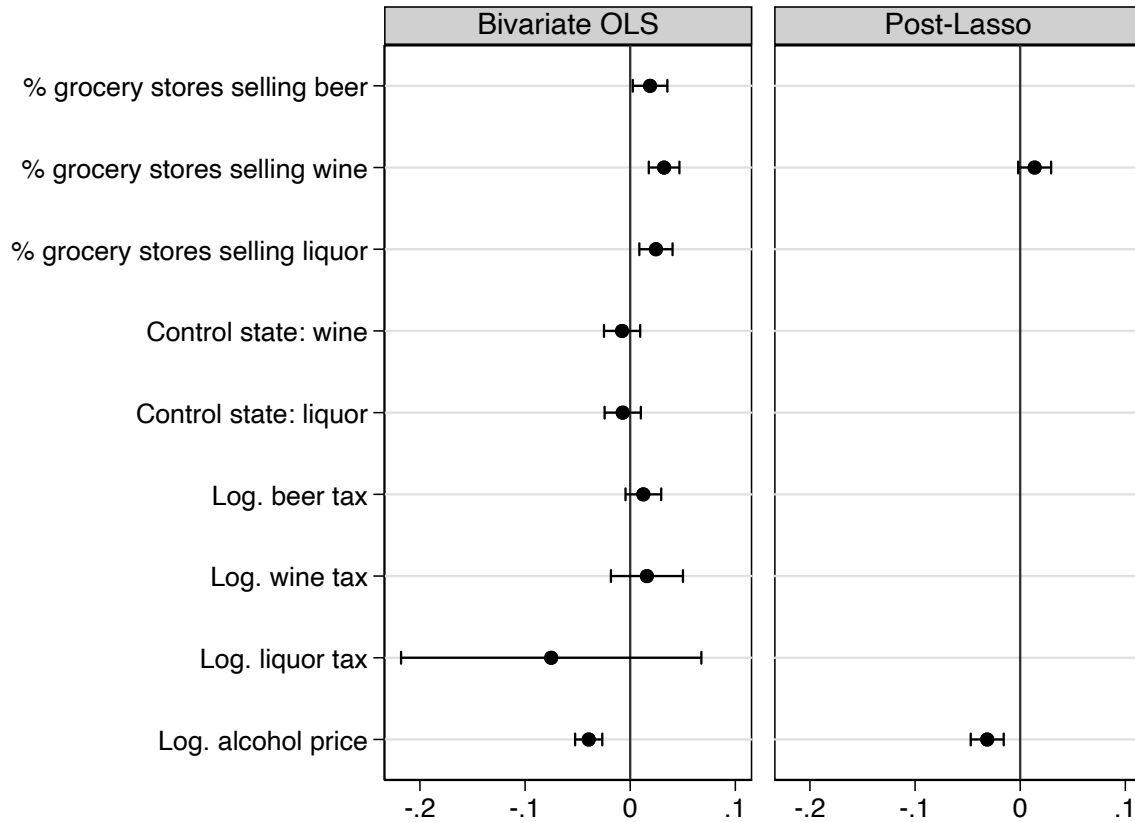 Bivariate OLS
Post-Lasso
% grocery stores selling beer
% grocery stores selling wine
% grocery stores selling liquor
Control state: wine
Control state: liquor
Log. beer tax
Log. wine tax
Log. liquor tax
Log. alcohol price
-.2 -.1 0 .1
-.2 -.1 0 .1